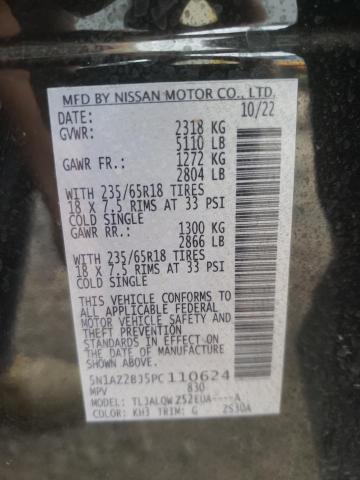 MFD BY NISSAN MOTOR CO., LTD.
DATE: 10/22
GVWR: 2318 KG
5110 LB
GAWR FR.: 1272 KG
2804 LB
WITH 235/65R18 TIRES
18 X 7.5 RIMS AT 33 PSI
COLD SINGLE
GAWR RR.: 1300 KG
2866 LB
WITH 235/65R18 TIRES
18 X 7.5 RIMS AT 33 PSI
COLD SINGLE
THIS VEHICLE CONFORMS TO
ALL APPLICABLE FEDERAL
MOTOR VEHICLE SAFETY AND
THEFT PREVENTION
STANDARDS IN EFFECT ON THE
DATE OF MANUFACTURE
SHOWN ABOVE.
5N1AZ2BJ5PC110624
MPV 830
MODEL: TLJALQWZ52EUA----A
COLOR: KH3 TRIM: G 2S30A